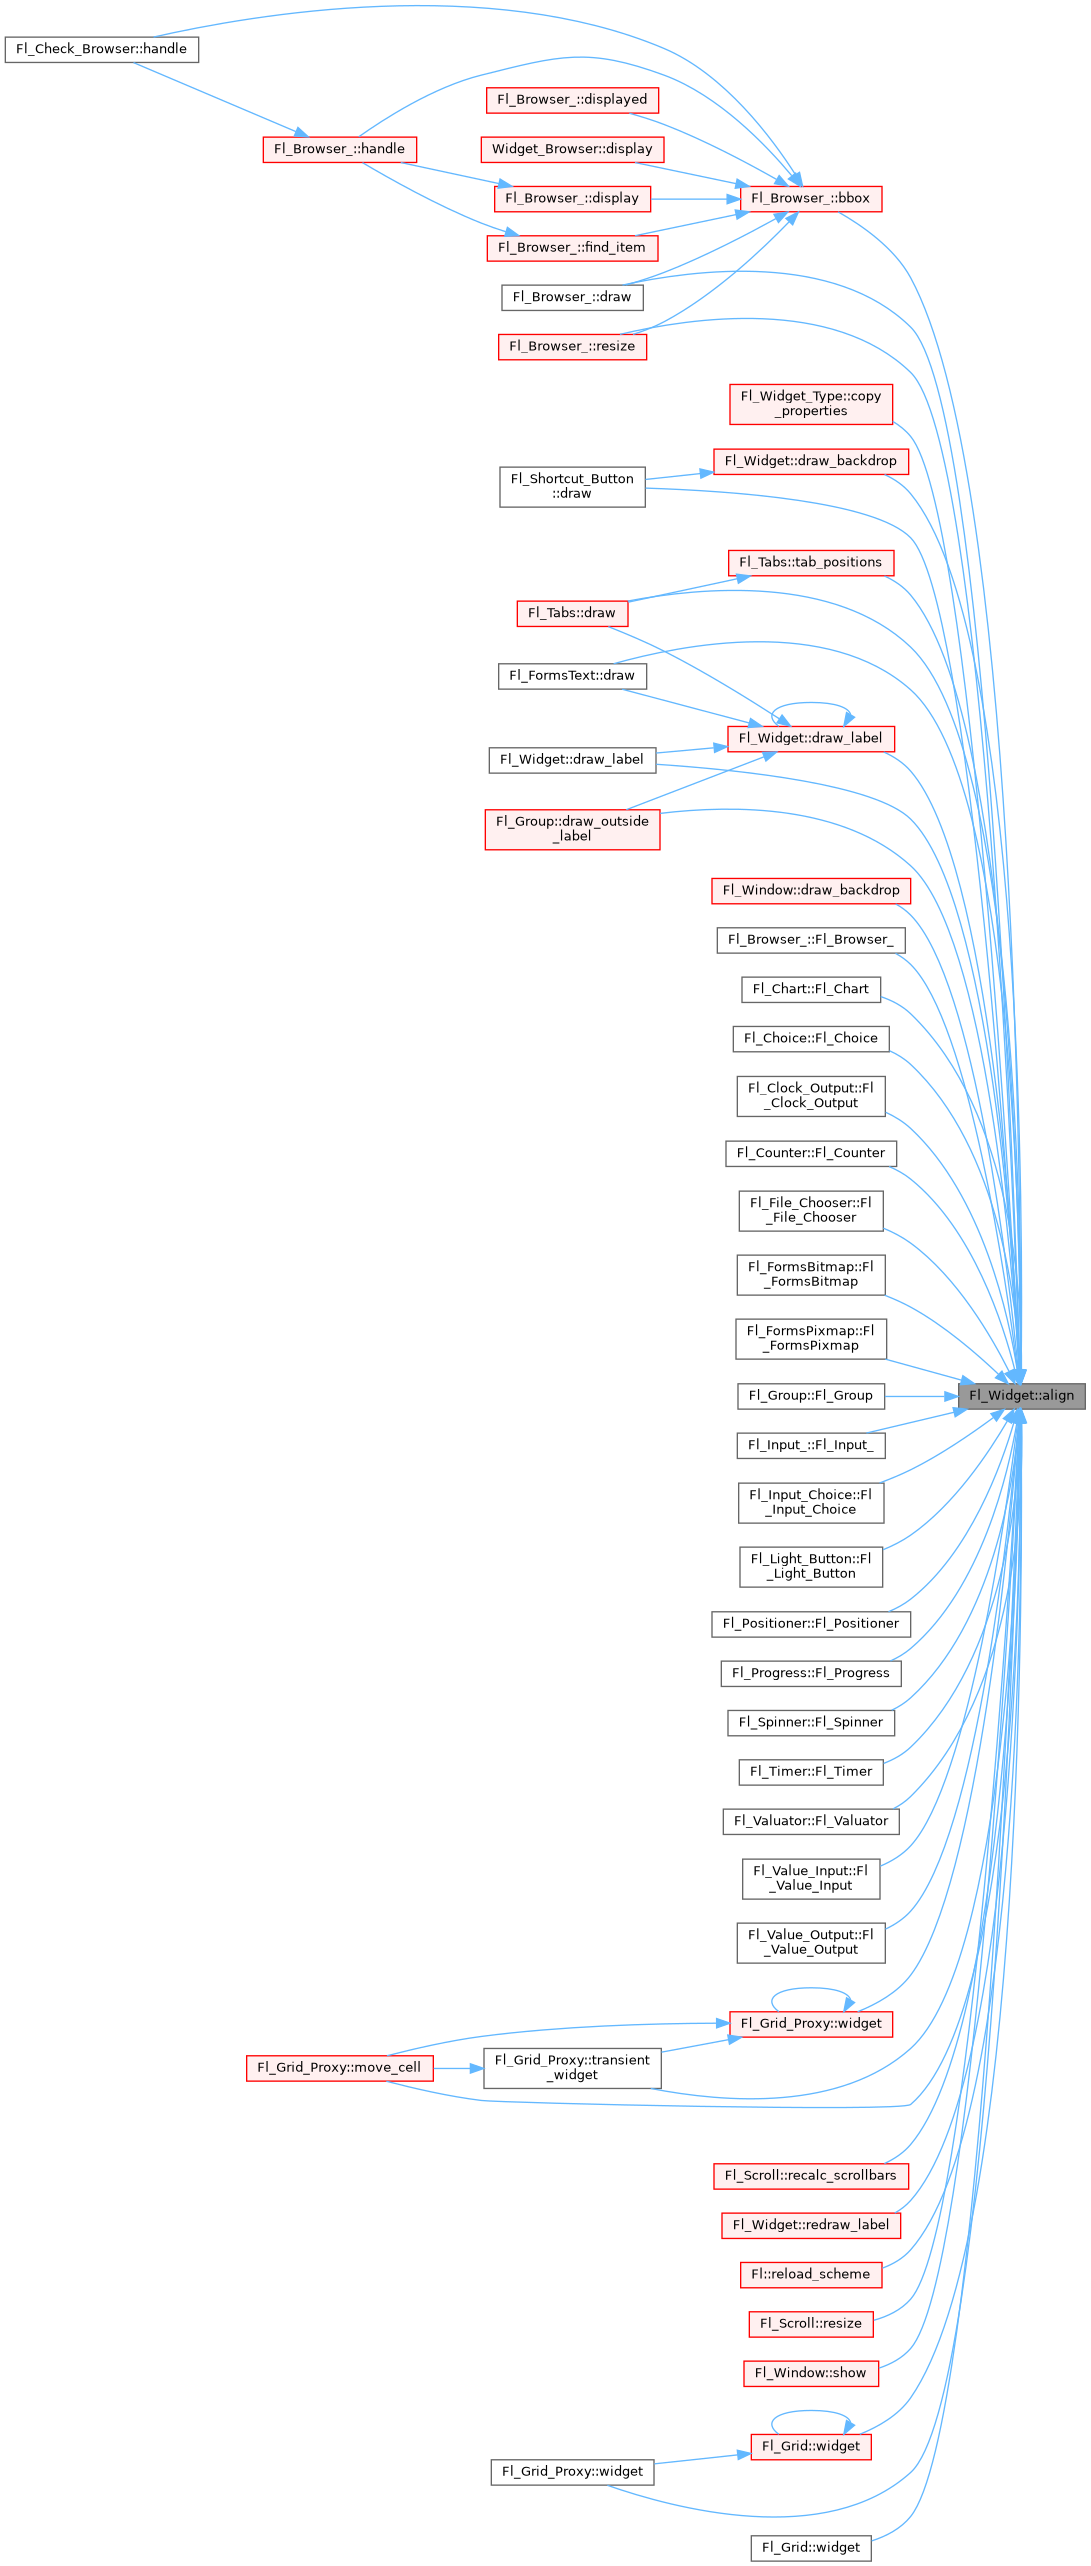 Fl_Check_Browser::handle
Fl_Browser_::displayed
Widget_Browser::display
Fl_Browser_::handle
Fl_Browser_::display
Fl_Browser_::bbox
Fl_Browser_::find_item
Fl_Browser_::draw
Fl_Browser_::resize
Fl_Widget_Type::copy
_properties
Fl_Widget::draw_backdrop
Fl_Shortcut_Button
::draw
Fl_Tabs::tab_positions
Fl_Tabs::draw
Fl_FormsText::draw
Fl_Widget::draw_label
Fl_Widget::draw_label
Fl_Group::draw_outside
_label
Fl_Window::draw_backdrop
Fl_Browser_::Fl_Browser_
Fl_Chart::Fl_Chart
Fl_Choice::Fl_Choice
Fl_Clock_Output::Fl
_Clock_Output
Fl_Counter::Fl_Counter
Fl_File_Chooser::Fl
_File_Chooser
Fl_FormsBitmap::Fl
_FormsBitmap
Fl_FormsPixmap::Fl
_FormsPixmap
Fl_Group::Fl_Group
Fl_Widget::align
Fl_Input_::Fl_Input_
Fl_Input_Choice::Fl
_Input_Choice
Fl_Light_Button::Fl
_Light_Button
Fl_Positioner::Fl_Positioner
Fl_Progress::Fl_Progress
Fl_Spinner::Fl_Spinner
Fl_Timer::Fl_Timer
Fl_Valuator::Fl_Valuator
Fl_Value_Input::Fl
_Value_Input
Fl_Value_Output::Fl
_Value_Output
Fl_Grid_Proxy::widget
Fl_Grid_Proxy::move_cell
Fl_Grid_Proxy::transient
_widget
Fl_Scroll::recalc_scrollbars
Fl_Widget::redraw_label
Fl::reload_scheme
Fl_Scroll::resize
Fl_Window::show
Fl_Grid::widget
Fl_Grid_Proxy::widget
Fl_Grid::widget